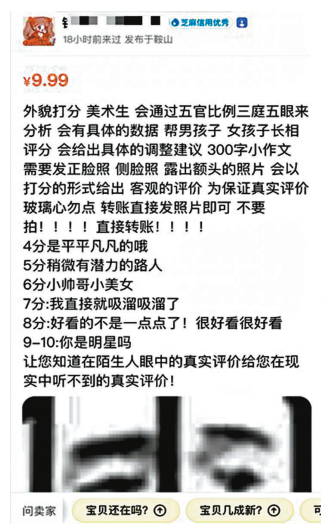 芝麻信用优秀
18小时前来过 发布于鞍山
¥9.99
外貌打分 美术生 会通过五官比例三庭五眼来
分析 会有具体的数据 帮男孩子 女孩子长相
评分 会给出具体的调整建议 300字小作文
需要发正脸照 侧脸照 露出额头的照片 会以
打分的形式给出 客观的评价 为保证真实评价
玻璃心勿点 转账直接发照片即可 不要
拍！！！！直接转账！！！！
4分是平平凡凡的哦
5分稍微有潜力的路人
6分小帅哥小美女
7分:我直接就吸溜吸溜了
8分:好看的不是一点点了！很好看很好看
9-10:你是明星吗
让您知道在陌生人眼中的真实评价给您在现
实中听不到的真实评价！
问卖家 宝贝还在吗? 宝贝几成新? 可